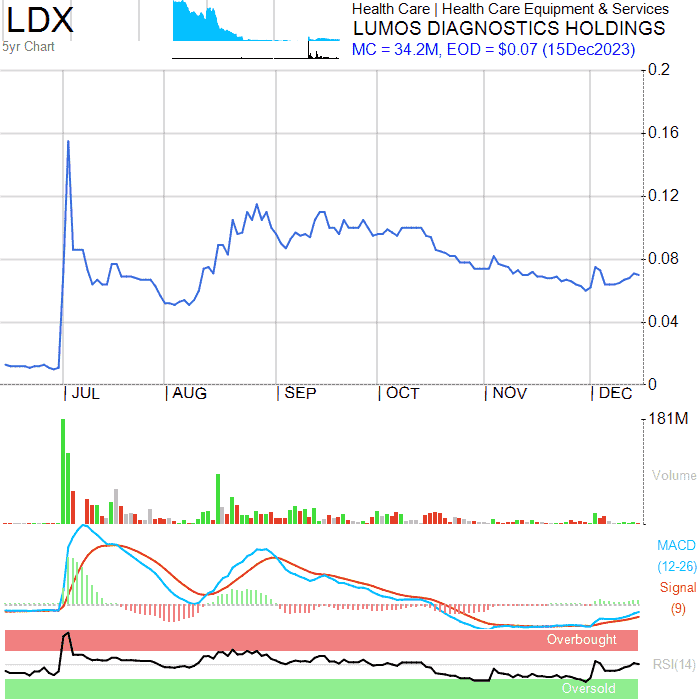 LDX
5yr Chart
Health Care | Health Care Equipment & Services
LUMOS DIAGNOSTICS HOLDINGS
MC = 34.2M, EOD = $0.07 (15Dec2023)
0.2
0.16
0.12
0.08
0.04
0
JUL AUG SEP OCT NOV DEC
181M
Volume
MACD
(12-26)
Signal
(9)
Overbought
RSI(14)
Oversold